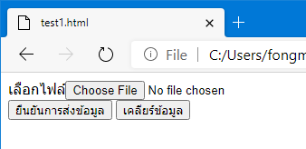 test1.html
File C:/Users/fongm
เลือกไฟล์ Choose File No file chosen
ยืนยันการส่งข้อมูล เคลียร์ข้อมูล